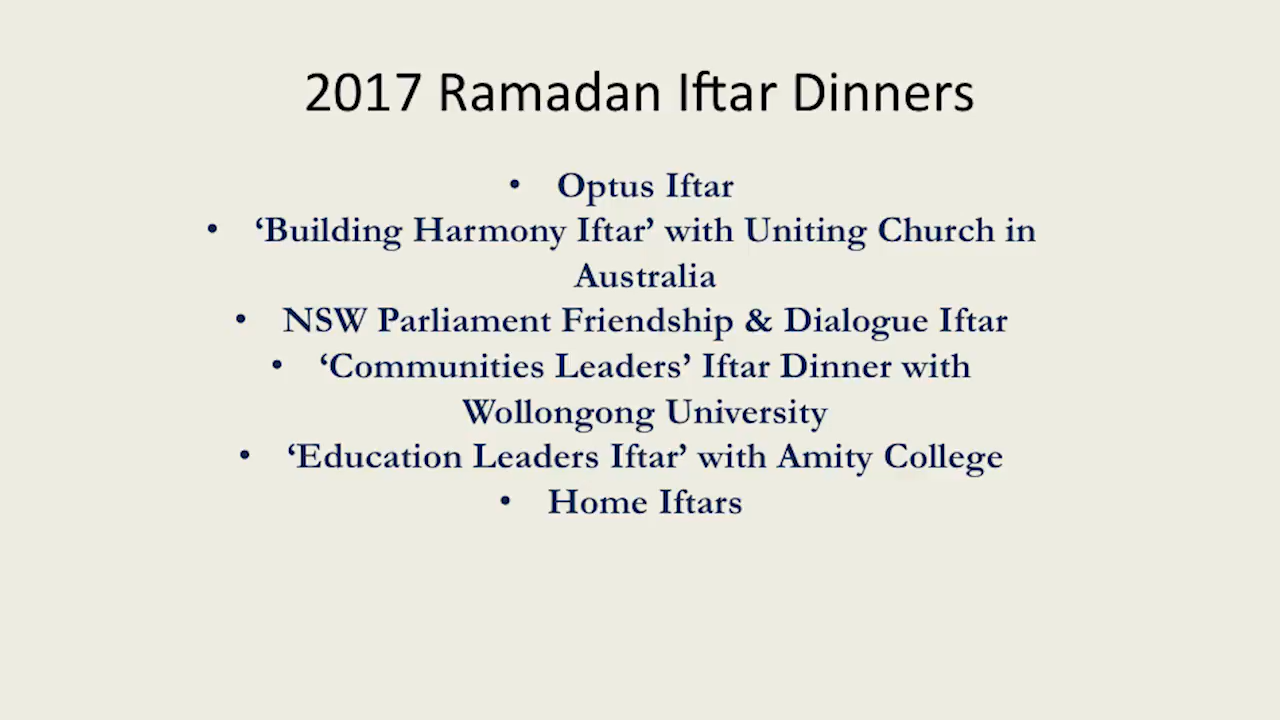 2017 Ramadan Iftar Dinners
• Optus Iftar
• ‘Building Harmony Iftar’ with Uniting Church in
Australia
• NSW Parliament Friendship & Dialogue Iftar
• ‘Communities Leaders’ Iftar Dinner with
Wollongong University
• ‘Education Leaders Iftar’ with Amity College
• Home Iftars